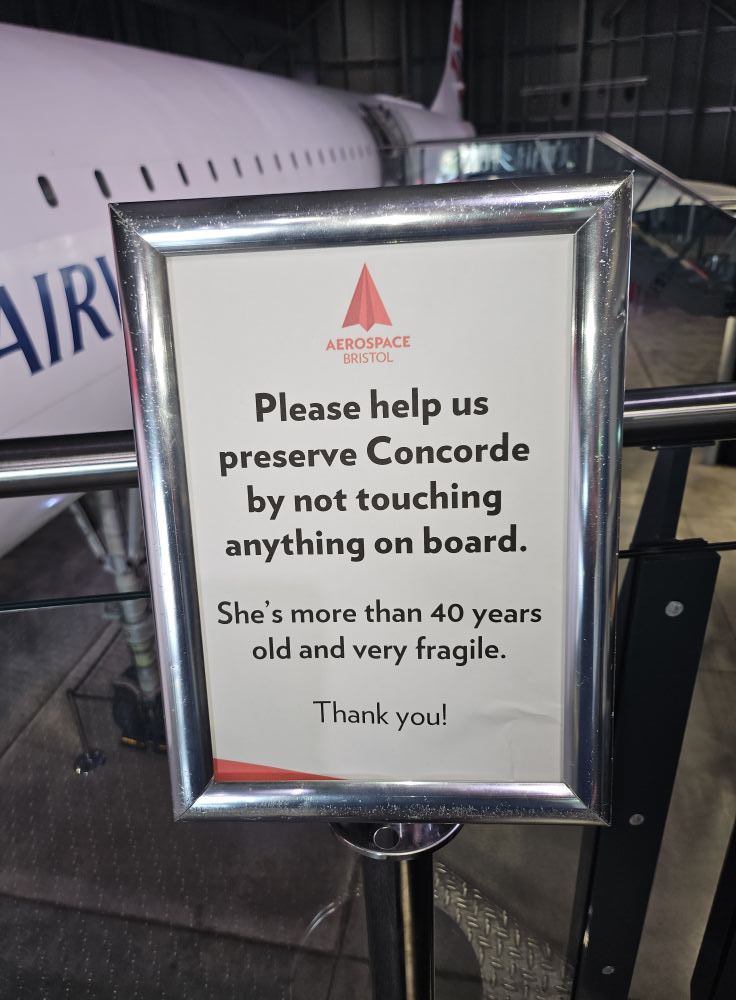 AEROSPACE
BRISTOL
Please help us
preserve Concorde
by not touching
anything on board.
She's more than 40 years
old and very fragile.
Thank you!